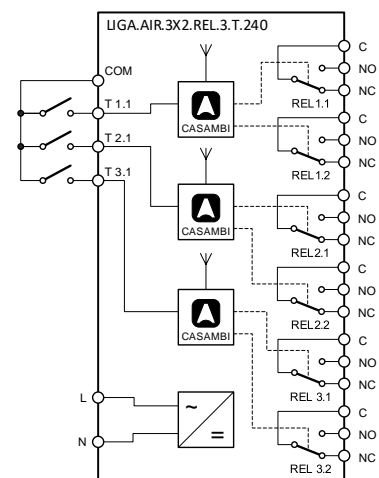 LIGA.AIR.3X2.REL.3.T.240
COM
T 1.1
T 2.1
T 3.1
L
N
CASAMBI
CASAMBI
CASAMBI
~
=
C
NO
NC
REL1.1
C
NO
NC
REL1.2
C
NO
NC
REL2.1
C
NO
NC
REL2.2
C
NO
NC
REL 3.1
C
NO
NC
REL 3.2